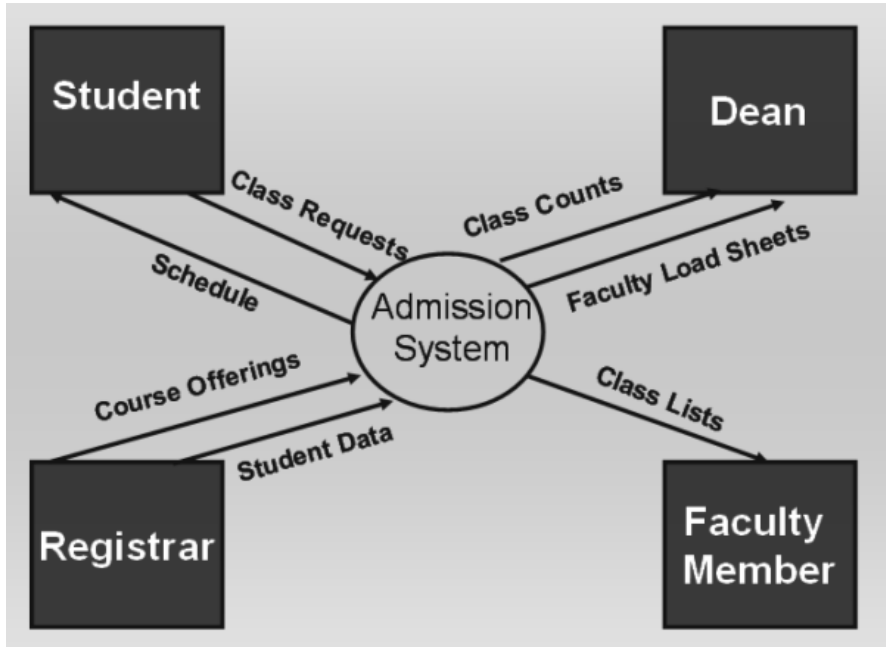 Student
Dean
Class Requests
Class Counts
Schedule
Faculty Load Sheets
Admission
System
Course Offerings
Class Lists
Student Data
Registrar
Faculty
Member